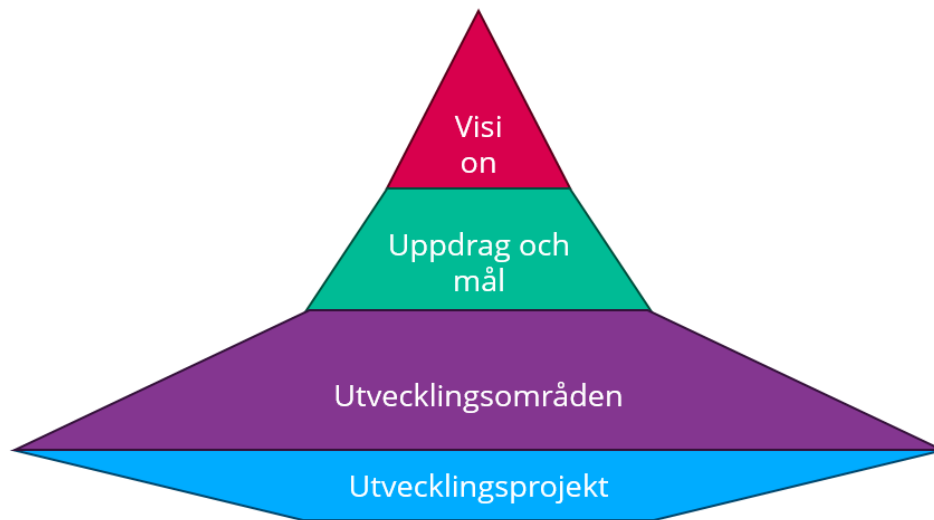 Visi
on
Uppdrag och
mål
Utvecklingsområden
Utvecklingsprojekt